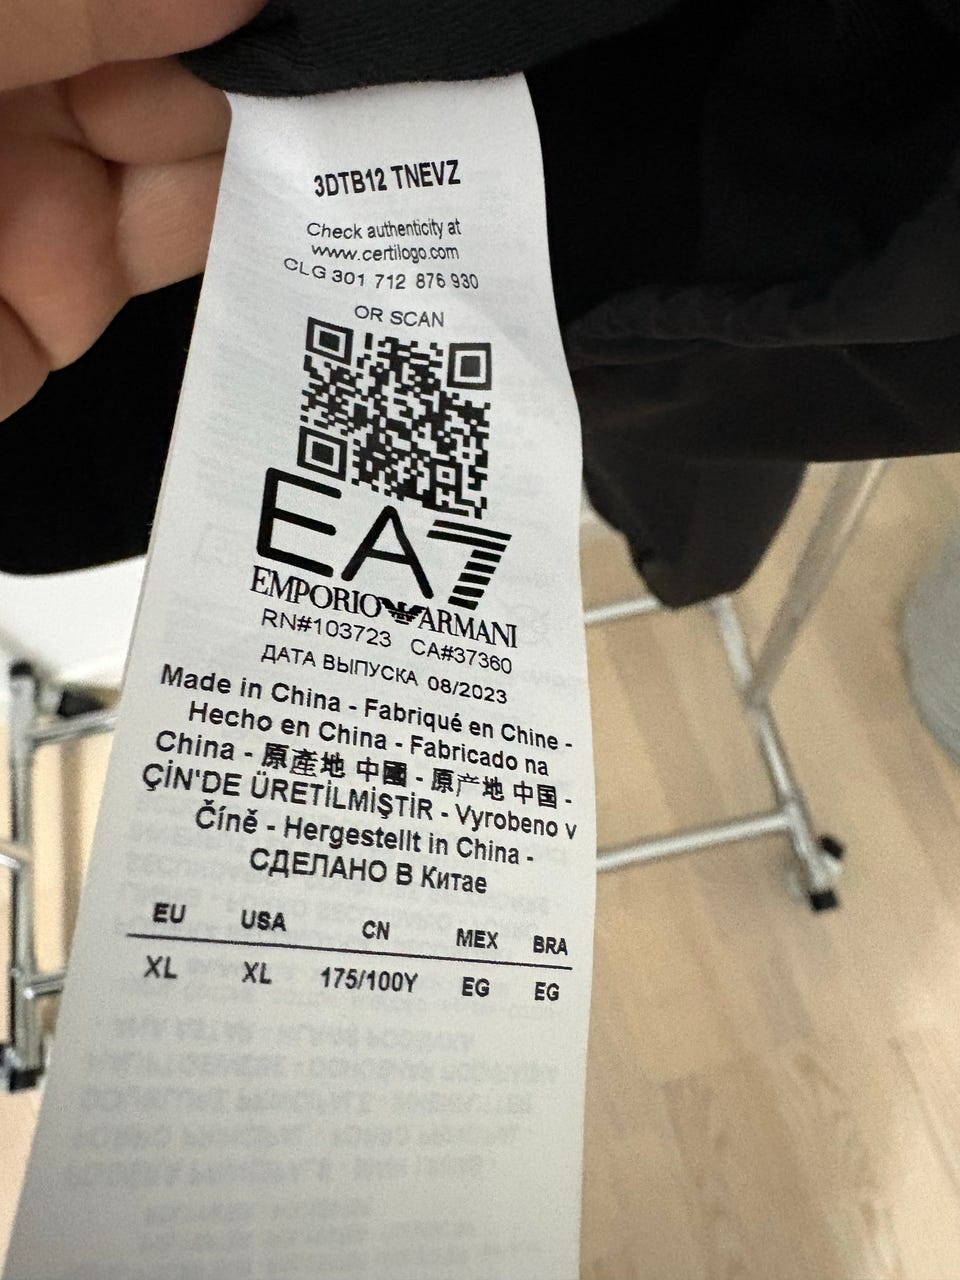 3DTB12 TNEVZ
Check authenticity at
www.certilogo.com
CLG 301 712 876 930
OR SCAN
EA7
EMPORIO ARMANI
RN#103723 CA#37360
ДАТА ВЫПУСКА 08/2023
Made in China - Fabriqué en Chine -
Hecho en China - Fabricado na
China - 原產地 中國 - 原产地 中国 -
ÇİN'DE ÜRETİLMİŞTİR - Vyrobeno v
Číně - Hergestellt in China -
СДЕЛАНО В Китае
EU USA CN MEX BRA
XL XL 175/100Y EG EG